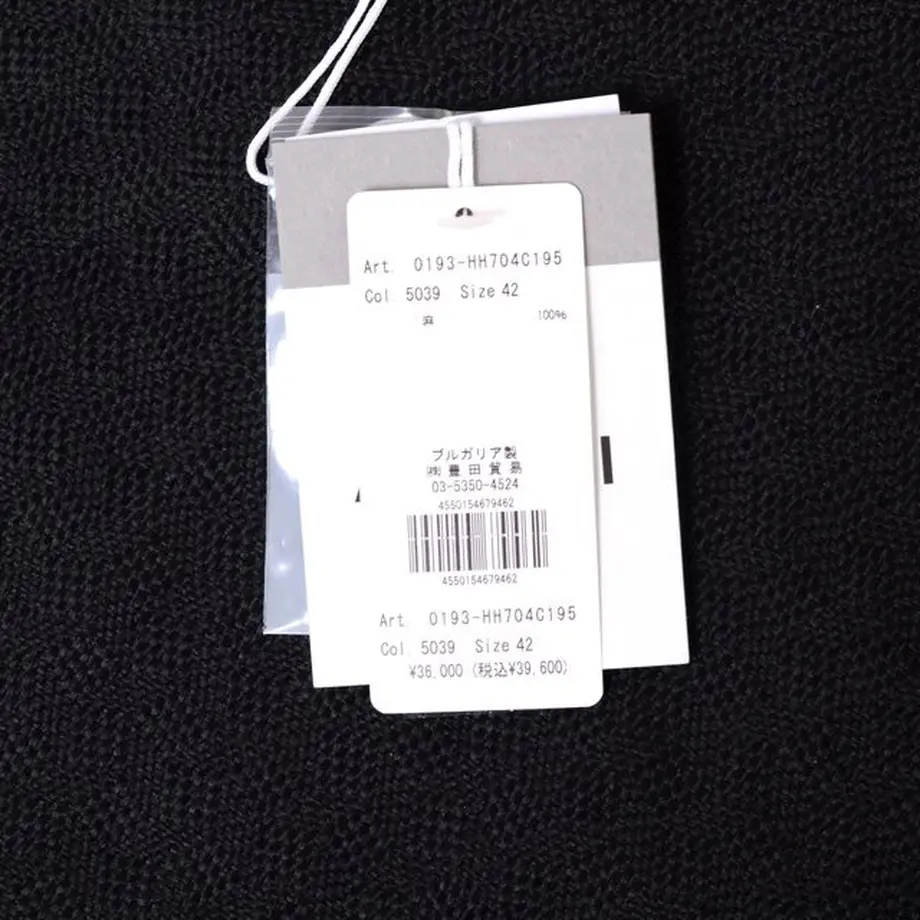 Art. 0193-HH704C195
Col. 5039 Size 42
麻 100%
ブルガリア製
㈱豊田貿易
03-5350-4524
4550154679462
4550154679462
Art. 0193-HH704C195
Col. 5039 Size 42
¥36,000 (税込¥39,600)